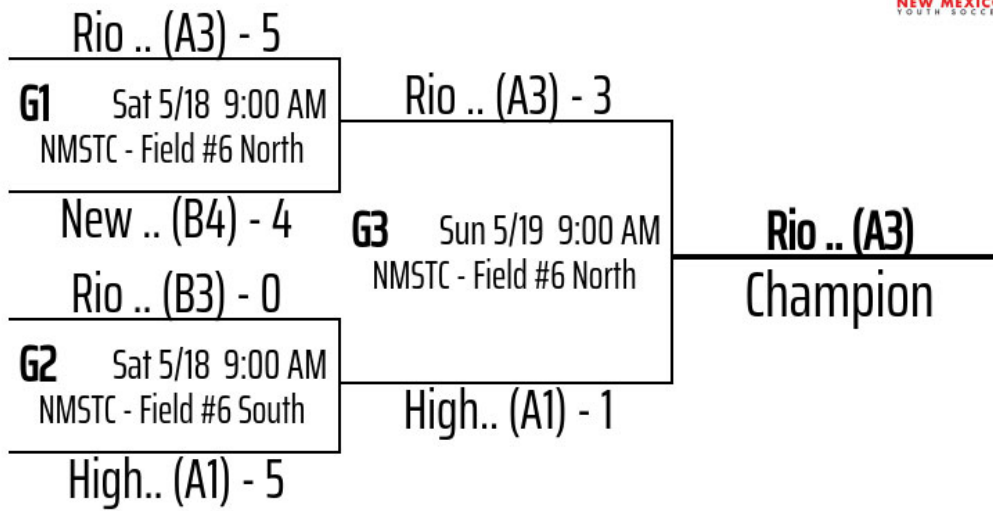 NEW MEXICO
YOUTH SOCCE
Rio .. (A3) - 5
G1 Sat 5/18 9:00 AM
NMSTC - Field #6 North
New .. (B4) - 4
Rio .. (B3) - 0
G2 Sat 5/18 9:00 AM
NMSTC - Field #6 South
High.. (A1) - 5
Rio .. (A3) - 3
G3 Sun 5/19 9:00 AM
NMSTC - Field #6 North
High.. (A1) - 1
Rio .. (A3)
Champion